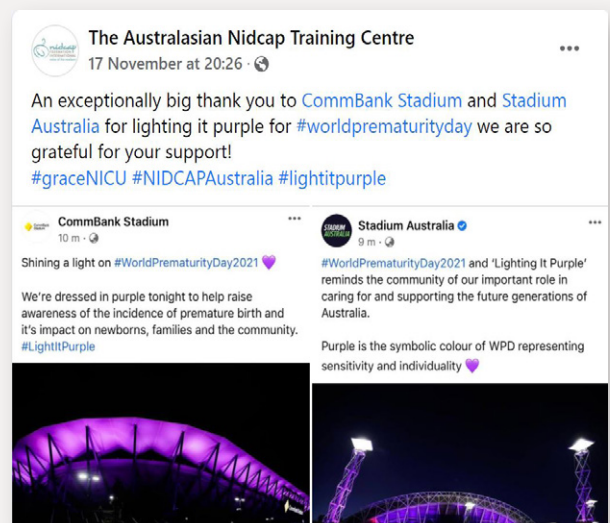 The Australasian Nidcap Training Centre
17 November at 20:26 ·
An exceptionally big thank you to CommBank Stadium and Stadium
Australia for lighting it purple for #worldprematurityday we are so
grateful for your support!
#graceNICU #NIDCAPAustralia #lightitpurple
CommBank Stadium
10 m ·
Shining a light on #WorldPrematurityDay2021 💜
We're dressed in purple tonight to help raise
awareness of the incidence of premature birth and
it's impact on newborns, families and the community.
#LightItPurple
STADIUM
AUSTRALIA
Stadium Australia
9 m ·
#WorldPrematurityDay2021 and 'Lighting It Purple'
reminds the community of our important role in
caring for and supporting the future generations of
Australia.
Purple is the symbolic colour of WPD representing
sensitivity and individuality 💜